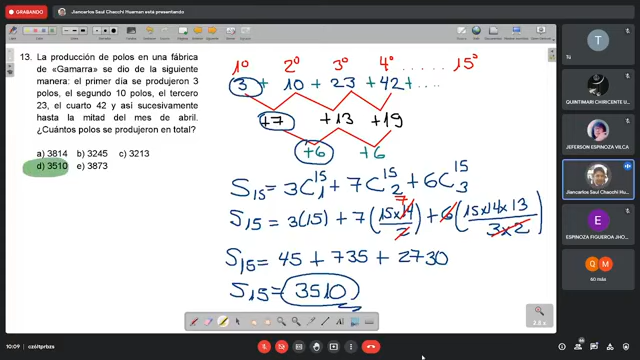 GRABANDO
Jiancarlos Saul Chacchi Huaman está presentando
13. La producción de polos en una fábrica
de «Gamarra» se dio de la siguiente
manera: el primer día se produjeron 3
polos, el segundo 10 polos, el tercero
23, el cuarto 42 y así sucesivamente
hasta la mitad del mes de abril.
¿Cuántos polos se produjeron en total?
a) 3814 b) 3245 c) 3213
d) 3510 e) 3873
1° 2° 3° 4° ...... 15°
3 + 10 + 23 + 42 + ....
+7 +13 +19
+6 +6
S15 = 3C15 1 + 7C15 2 + 6C15 3
7
S15 = 3(15) + 7(15x14/2) + 6(15x14x13/3x2)
S15 = 45 + 735 + 2730
S15 = 3510
T
Tú
QUINTIMARI CHIRICENTE U
JEFERSON ESPINOZA VILCA
Jiancarlos Saul Chacchi Hua
E
ESPINOZA FIGUEROA JHO
Q M
10:09
czoitprbzs